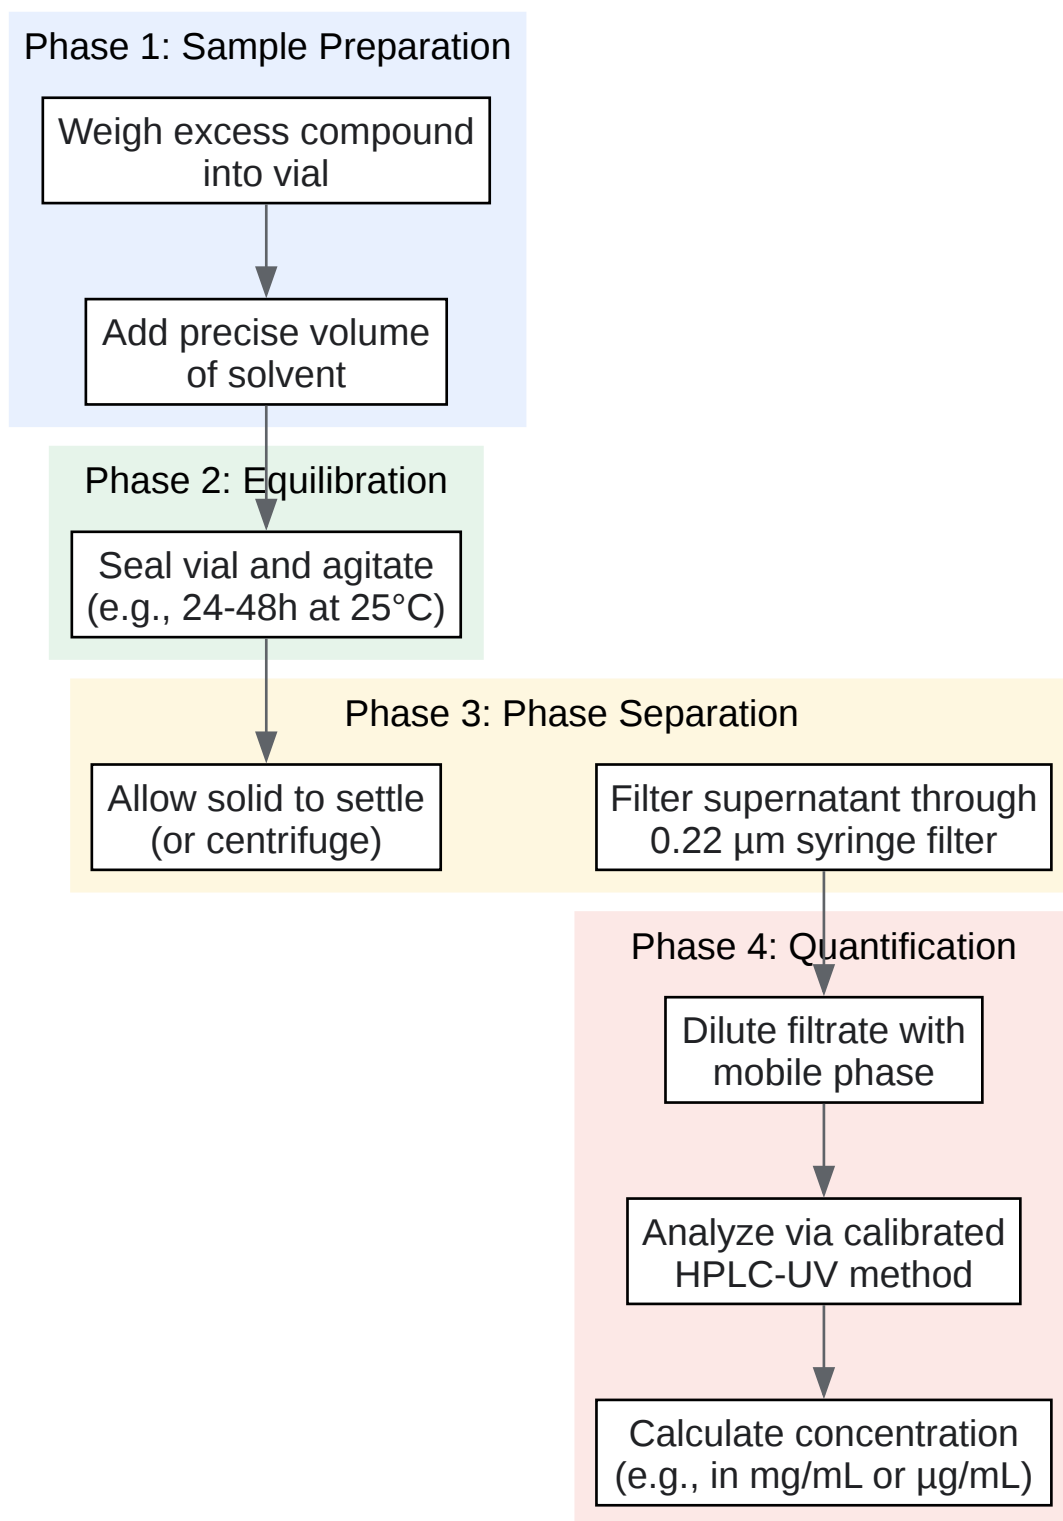 Phase 1: Sample Preparation
Weigh excess compound
into vial
Add precise volume
of solvent
Phase 2: Equilibration
Seal vial and agitate
(e.g., 24-48h at 25°C)
Phase 3: Phase Separation
Allow solid to settle
(or centrifuge)
Filter supernatant through
0.22 µm syringe filter
Phase 4: Quantification
Dilute filtrate with
mobile phase
Analyze via calibrated
HPLC-UV method
Calculate concentration
(e.g., in mg/mL or µg/mL)